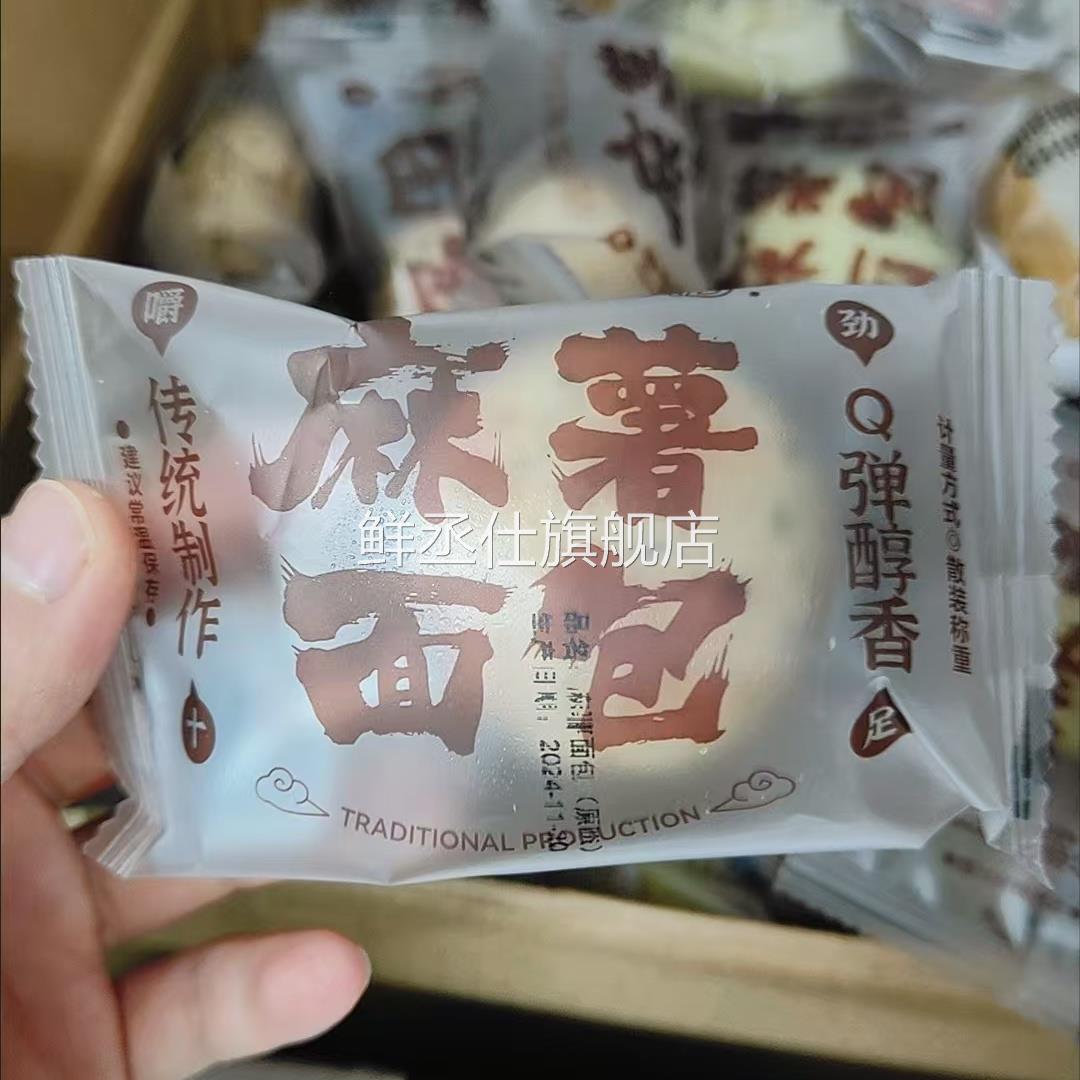 嚼
劲
十
足
传统制作
建议常温保存
麻薯
面包
Q弹醇香
计量方式◎散装称重
鲜丞仕旗舰店
品名：麻薯面包（原味）
生产日期：2024-11-30
TRADITIONAL PRODUCTION